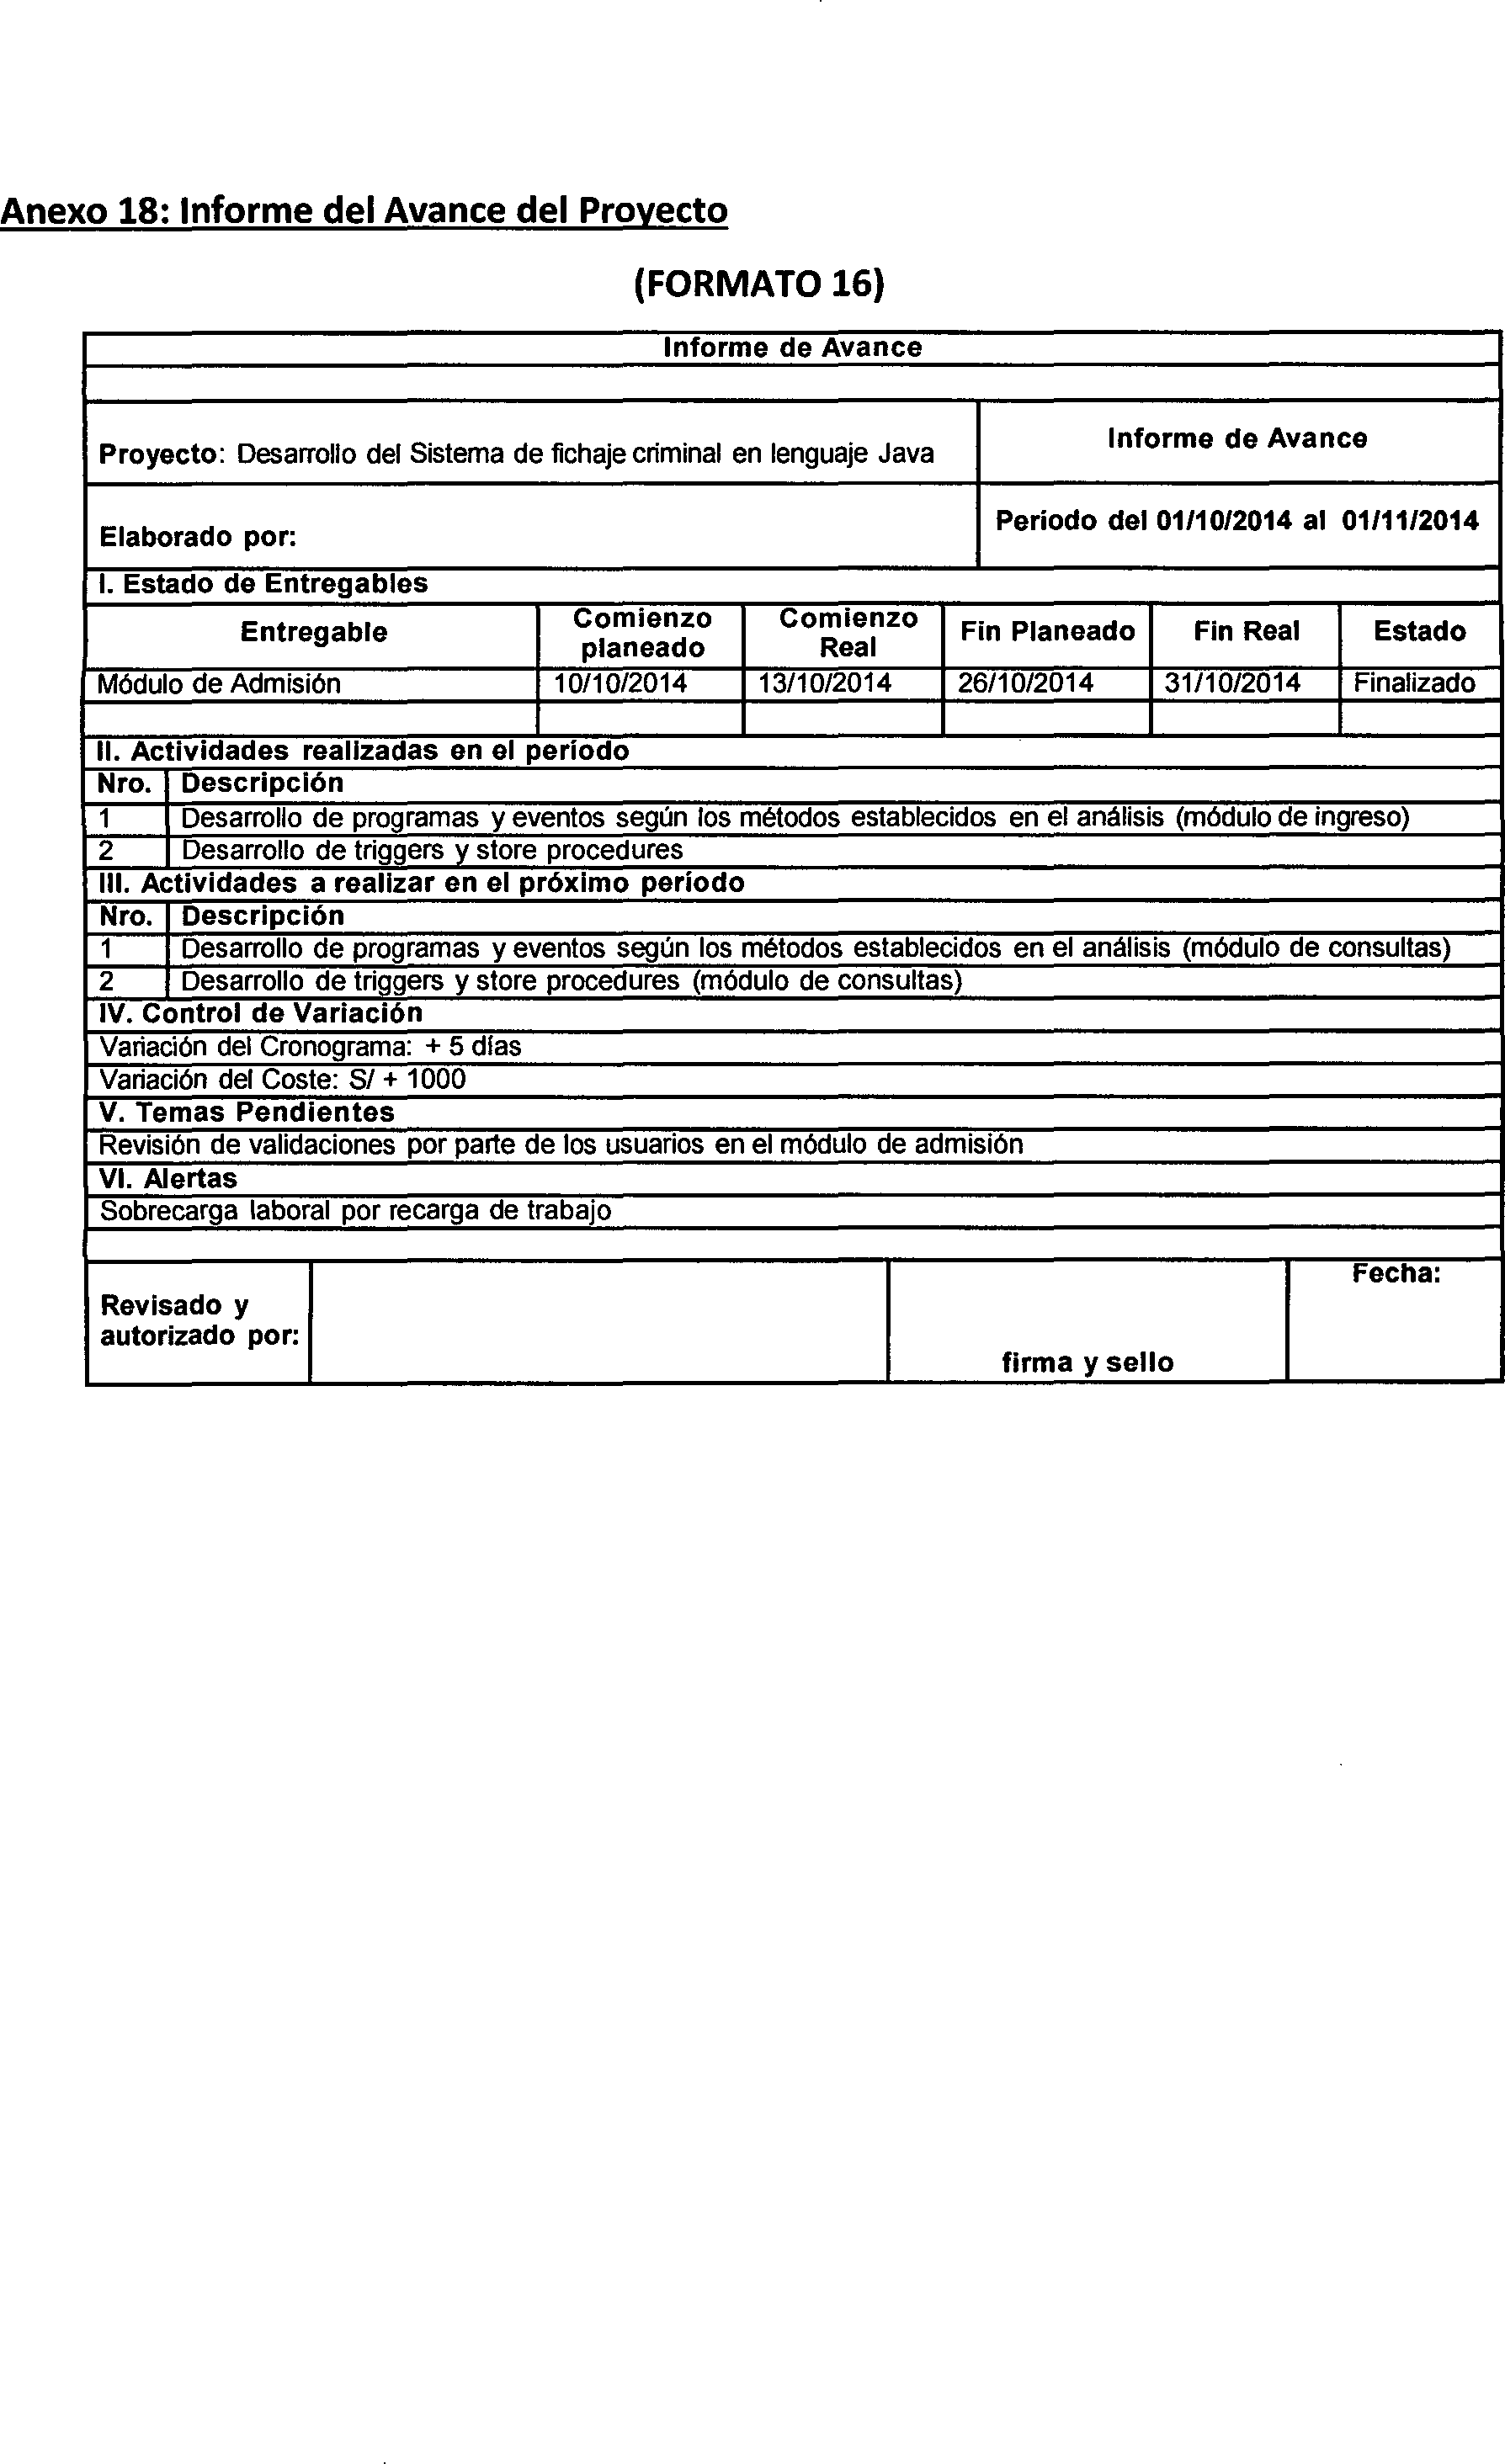 Anexo 18: Informe del Avance del Proyecto
(FORMATO 16)
Informe de Avance
Proyecto: Desarrollo del Sistema de fichaje criminal en lenguaje Java
Informe de Avance
Elaborado por:
Periodo del 01/10/2014 al 01/11/2014
I. Estado de Entregables
Entregable Comienzo planeado Comienzo Real Fin Planeado Fin Real Estado
Módulo de Admisión 10/10/2014 13/10/2014 26/10/2014 31/10/2014 Finalizado
II. Actividades realizadas en el período
Nro. Descripción
1 Desarrollo de programas y eventos según los métodos establecidos en el análisis (módulo de ingreso)
2 Desarrollo de triggers y store procedures
III. Actividades a realizar en el próximo período
Nro. Descripción
1 Desarrollo de programas y eventos según los métodos establecidos en el análisis (módulo de consultas)
2 Desarrollo de triggers y store procedures (módulo de consultas)
IV. Control de Variación
Variación del Cronograma: + 5 días
Variación del Coste: S/ + 1000
V. Temas Pendientes
Revisión de validaciones por parte de los usuarios en el módulo de admisión
VI. Alertas
Sobrecarga laboral por recarga de trabajo
Revisado y
autorizado por:
firma y sello
Fecha: